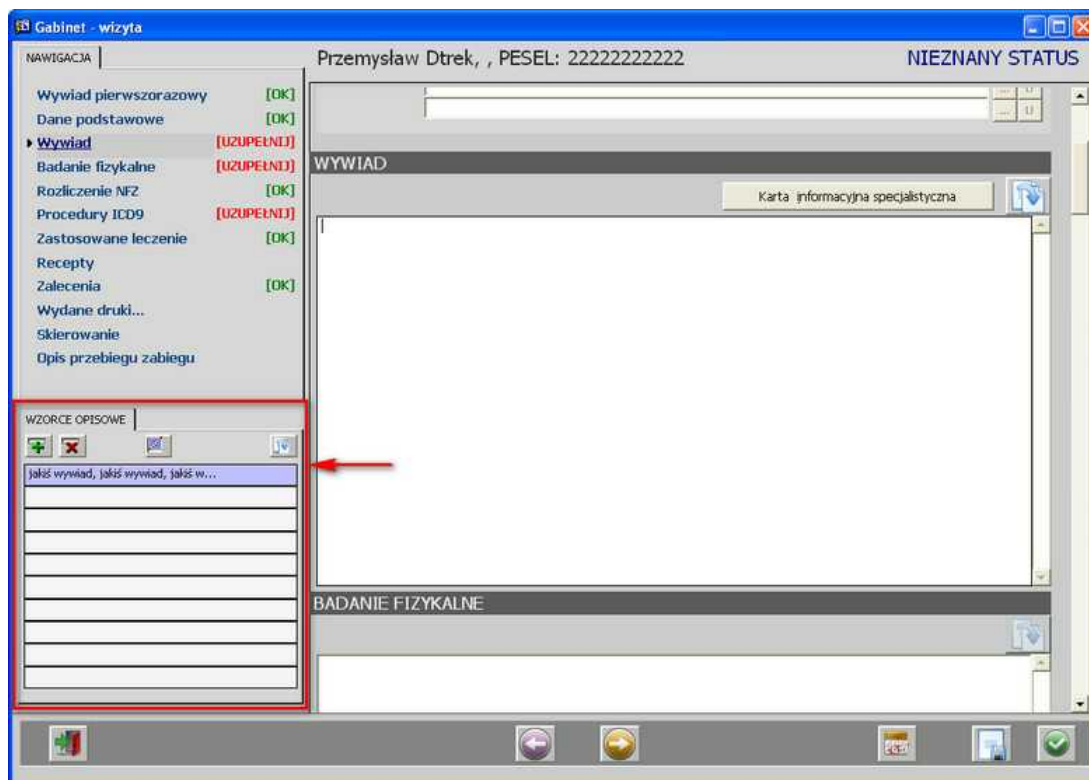 Gabinet - wizyta
NAWIGACJA
Przemysław Dtrek, , PESEL: 22222222222
NIEZNANY STATUS
Wywiad pierwszorazowy [OK]
Dane podstawowe [OK]
Wywiad [UZUPEŁNIJ]
Badanie fizykalne [UZUPEŁNIJ]
Rozliczenie NFZ [OK]
Procedury ICD9 [UZUPEŁNIJ]
Zastosowane leczenie [OK]
Recepty
Zalecenia [OK]
Wydane druki...
Skierowanie
Opis przebiegu zabiegu
WZORCE OPISOWE
jakiś wywiad, jakiś wywiad, jakiś w...
... U
... U
WYWIAD
Karta informacyjna specjalistyczna
BADANIE FIZYKALNE